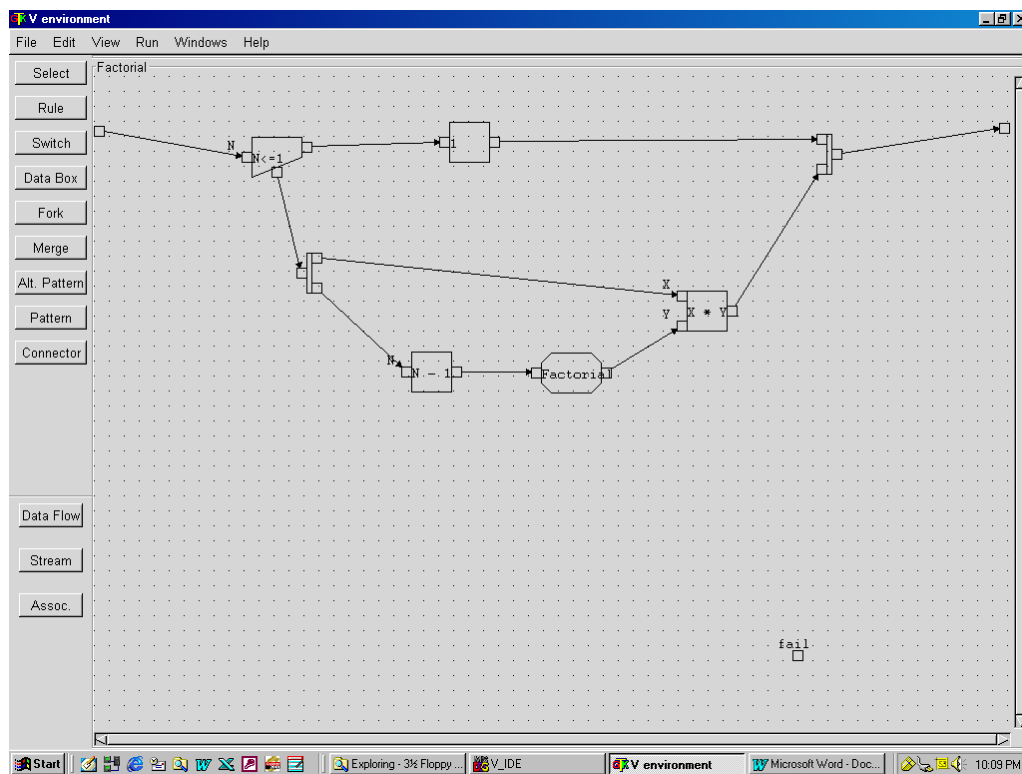 V environment
File Edit View Run Windows Help
Select
Rule
Switch
Data Box
Fork
Merge
Alt. Pattern
Pattern
Connector
Data Flow
Stream
Assoc.
Factorial
N
N<=1
1
X
Y
X * Y
N
N - 1
Factorial
fail
Start
Exploring - 3½ Floppy ...
V_IDE
V environment
Microsoft Word - Doc...
10:09 PM